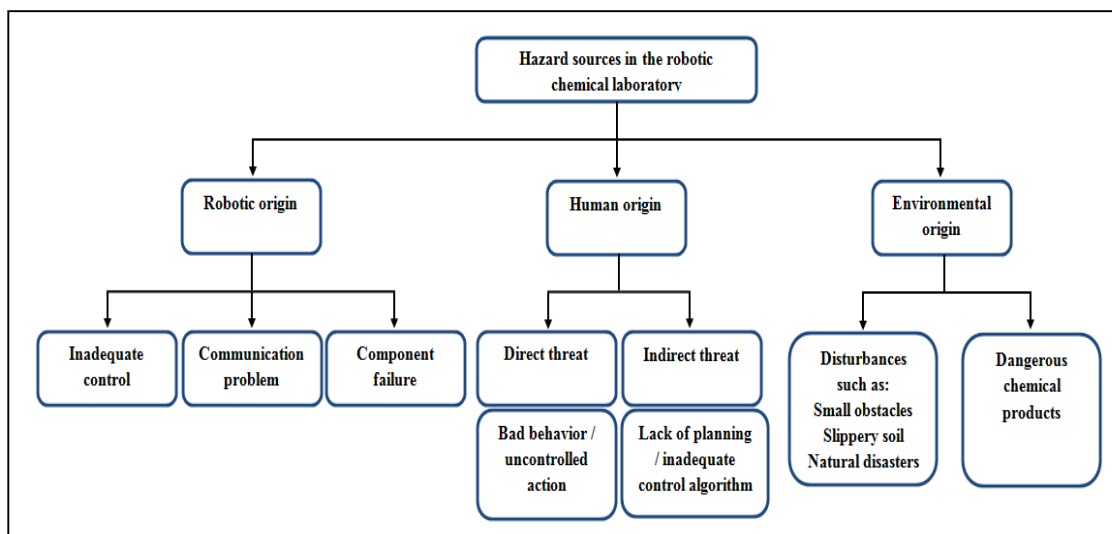 Hazard sources in the robotic
chemical laboratory
Robotic origin
Human origin
Environmental
origin
Inadequate
control
Communication
problem
Component
failure
Direct threat
Indirect threat
Disturbances
such as:
Small obstacles
Slippery soil
Natural disasters
Dangerous
chemical
products
Bad behavior /
uncontrolled
action
Lack of planning
/ inadequate
control algorithm